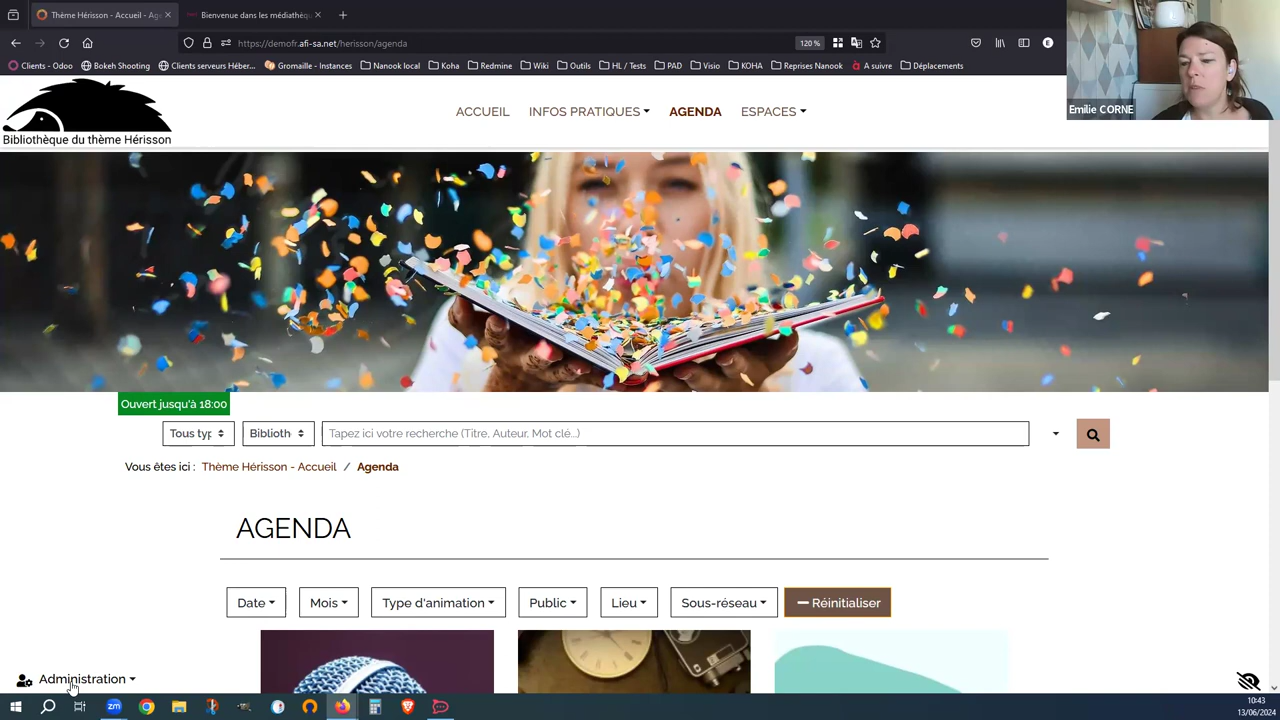 Thème Hérisson - Accueil - Age
Bienvenue dans les médiathèqu
https://demofr.afi-sa.net/herisson/agenda
120 %
Clients - Odoo
Bokeh Shooting
Clients serveurs Héber...
Gromaille - Instances
Nanook local
Koha
Redmine
Wiki
Outils
HL / Tests
PAD
Visio
KOHA
Reprises Nanook
A suivre
Déplacements
Emilie CORNE
Bibliothèque du thème Hérisson
ACCUEIL
INFOS PRATIQUES
AGENDA
ESPACES
Ouvert jusqu'à 18:00
Tous typ
Biblioth
Tapez ici votre recherche (Titre, Auteur, Mot clé...)
Vous êtes ici : Thème Hérisson - Accueil / Agenda
AGENDA
Date
Mois
Type d'animation
Public
Lieu
Sous-réseau
Réinitialiser
Administration
10:43
13/06/2024